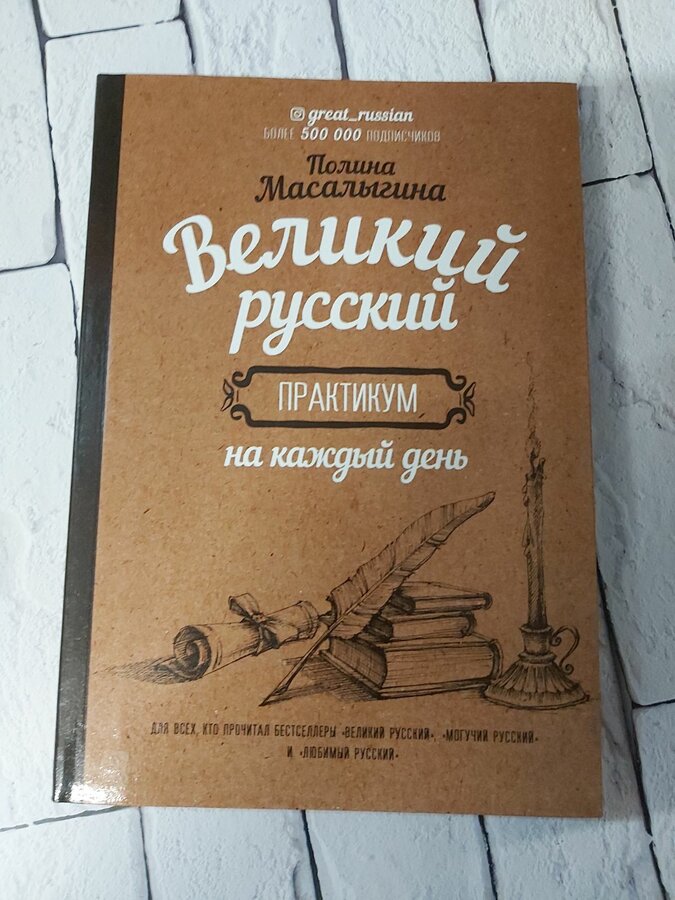 great_russian
БОЛЕЕ 500 000 ПОДПИСЧИКОВ
Полина
Масалыгина
Великий
русский
ПРАКТИКУМ
на каждый день
ДЛЯ ВСЕХ, КТО ПРОЧИТАЛ БЕСТСЕЛЛЕРЫ «ВЕЛИКИЙ РУССКИЙ», «МОГУЧИЙ РУССКИЙ»
И «ЛЮБИМЫЙ РУССКИЙ»